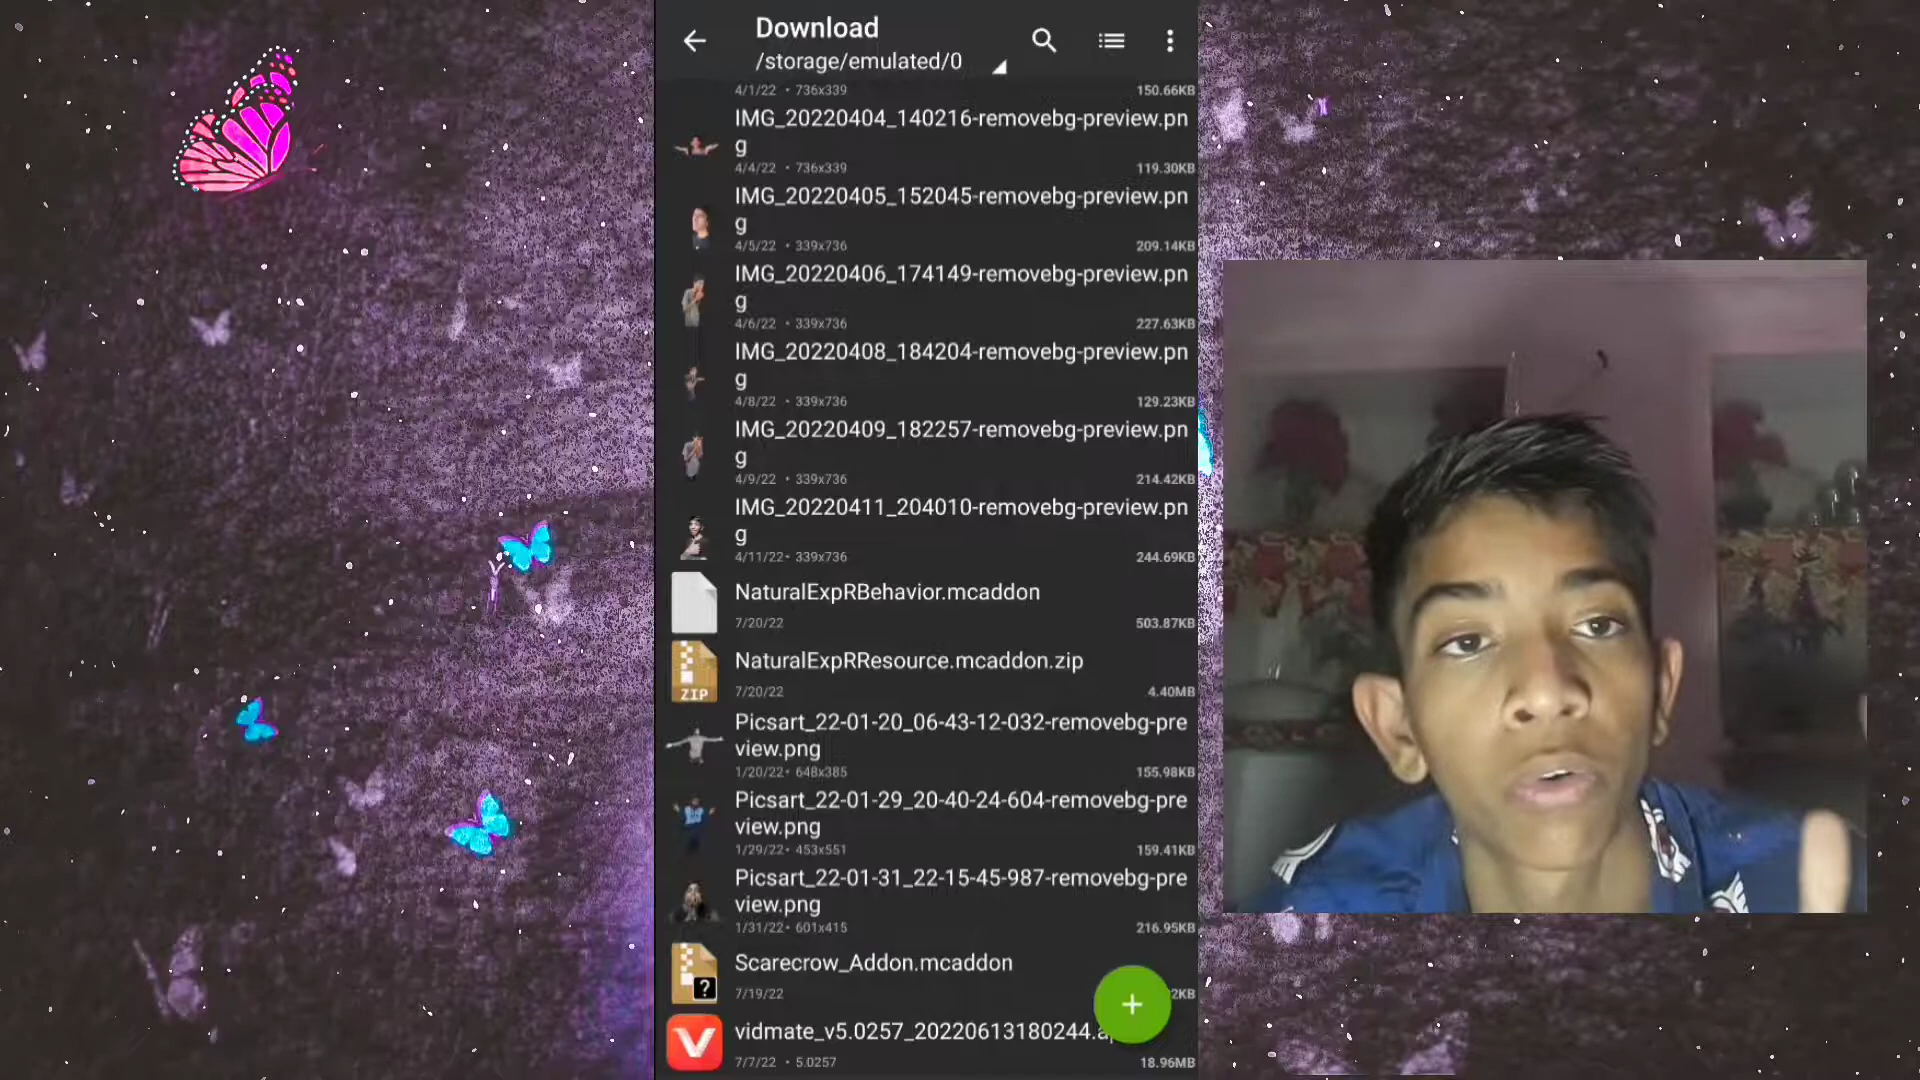 Download
/storage/emulated/0
4/1/22 • 736x339 150.66KB
IMG_20220404_140216-removebg-preview.pn
g
4/4/22 • 736x339 119.30KB
IMG_20220405_152045-removebg-preview.pn
g
4/5/22 • 339x736 209.14KB
IMG_20220406_174149-removebg-preview.pn
g
4/6/22 • 339x736 227.63KB
IMG_20220408_184204-removebg-preview.pn
g
4/8/22 • 339x736 129.23KB
IMG_20220409_182257-removebg-preview.pn
g
4/9/22 • 339x736 214.42KB
IMG_20220411_204010-removebg-preview.pn
g
4/11/22 • 339x736 244.69KB
NaturalExpRBehavior.mcaddon
7/20/22 503.87KB
NaturalExpRResource.mcaddon.zip
ZIP
7/20/22 4.40MB
Picsart_22-01-20_06-43-12-032-removebg-pre
view.png
1/20/22 • 648x385 155.98KB
Picsart_22-01-29_20-40-24-604-removebg-pre
view.png
1/29/22 • 453x551 159.41KB
Picsart_22-01-31_22-15-45-987-removebg-pre
view.png
1/31/22 • 601x415 216.95KB
Scarecrow_Addon.mcaddon
?
7/19/22 2KB
vidmate_v5.0257_20220613180244.a
7/7/22 • 5.0257 18.96MB